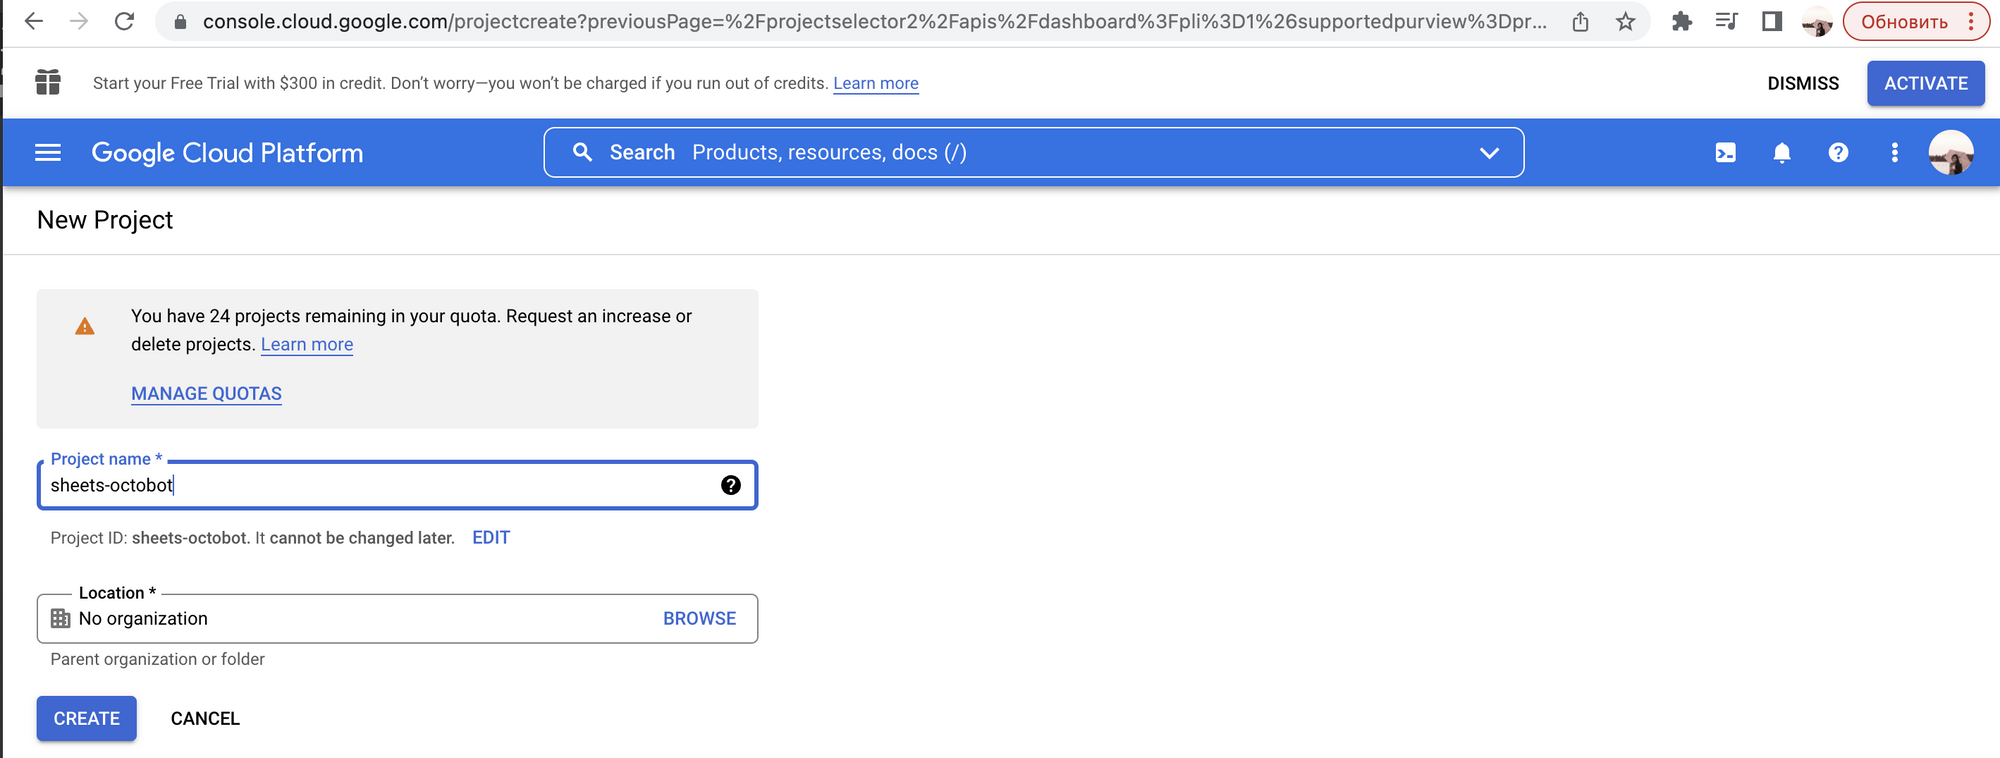 console.cloud.google.com/projectcreate?previousPage=%2Fprojectselector2%2Fapis%2Fdashboard%3Fpli%3D1%26supportedpurview%3Dpr...
Обновить
Start your Free Trial with $300 in credit. Don’t worry—you won’t be charged if you run out of credits. Learn more
DISMISS
ACTIVATE
Google Cloud Platform
Search Products, resources, docs (/)
New Project
You have 24 projects remaining in your quota. Request an increase or
delete projects. Learn more
MANAGE QUOTAS
Project name *
sheets-octobot
Project ID: sheets-octobot. It cannot be changed later. EDIT
Location *
No organization
BROWSE
Parent organization or folder
CREATE
CANCEL